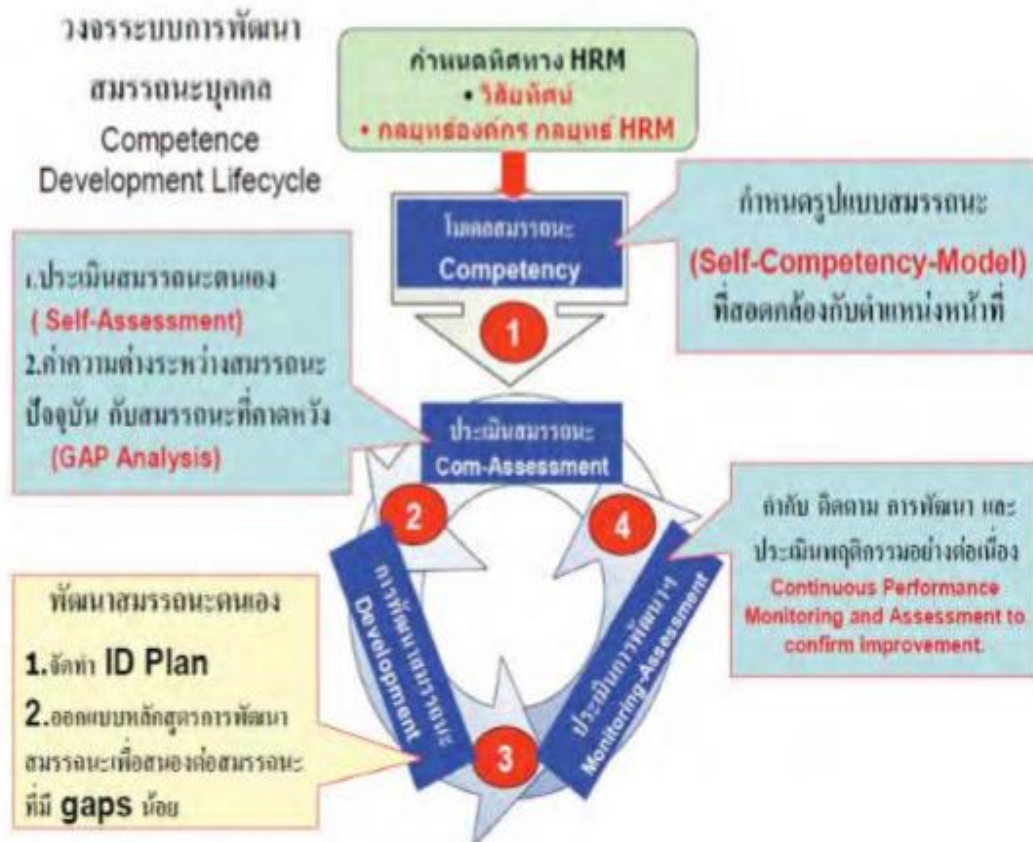 วงจรระบบการพัฒนา
สมรรถนะบุคคล
Competence
Development Lifecycle
กำหนดทิศทาง HRM
• วิสัยทัศน์
• กลยุทธ์องค์กร กลยุทธ์ HRM
โมเดลสมรรถนะ
Competency
กำหนดรูปแบบสมรรถนะ
(Self-Competency-Model)
ที่สอดคล้องกับตำแหน่งหน้าที่
1
1.ประเมินสมรรถนะตนเอง
( Self-Assessment)
2.ค่าความต่างระหว่างสมรรถนะ
ปัจจุบัน กับสมรรถนะที่คาดหวัง
(GAP Analysis)
ประเมินสมรรถนะ
Com-Assessment
2
4
กำกับ ติดตาม การพัฒนา และ
ประเมินพฤติกรรมอย่างต่อเนื่อง
Continuous Performance
Monitoring and Assessment to
confirm improvement.
การพัฒนาสมรรถนะ
Development
ประเมินการพัฒนาฯ
Monitoring-Assessment
3
พัฒนาสมรรถนะตนเอง
1.จัดทำ ID Plan
2.ออกแบบหลักสูตรการพัฒนา
สมรรถนะเพื่อสนองต่อสมรรถนะ
ที่มี gaps น้อย